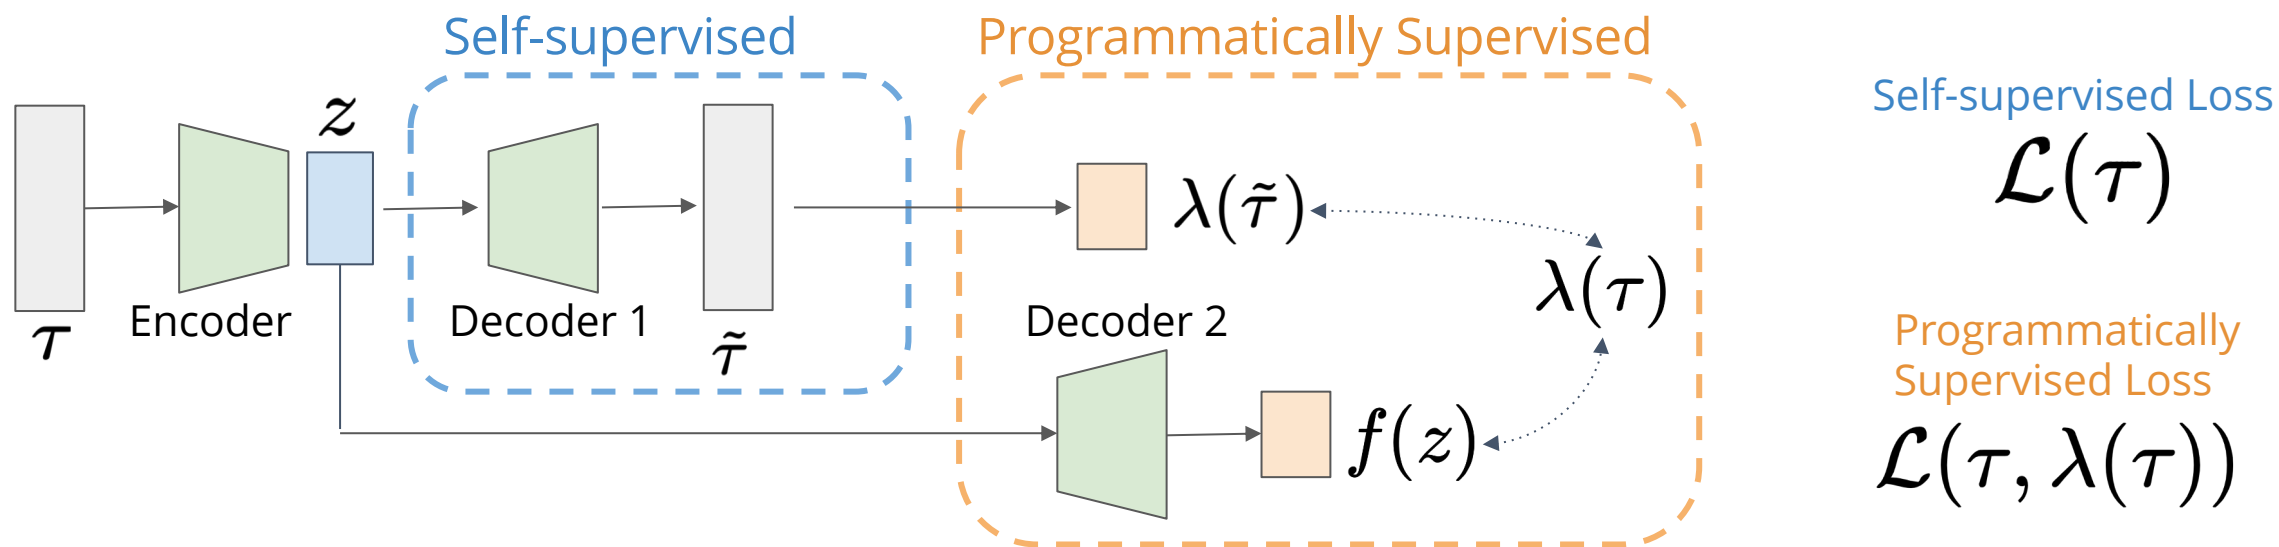 Self-supervised
Programmatically Supervised
z
τ
Encoder
Decoder 1
τ̃
λ(τ̃)
λ(τ)
Decoder 2
f(z)
Self-supervised Loss
ℒ(τ)
Programmatically
Supervised Loss
ℒ(τ, λ(τ))